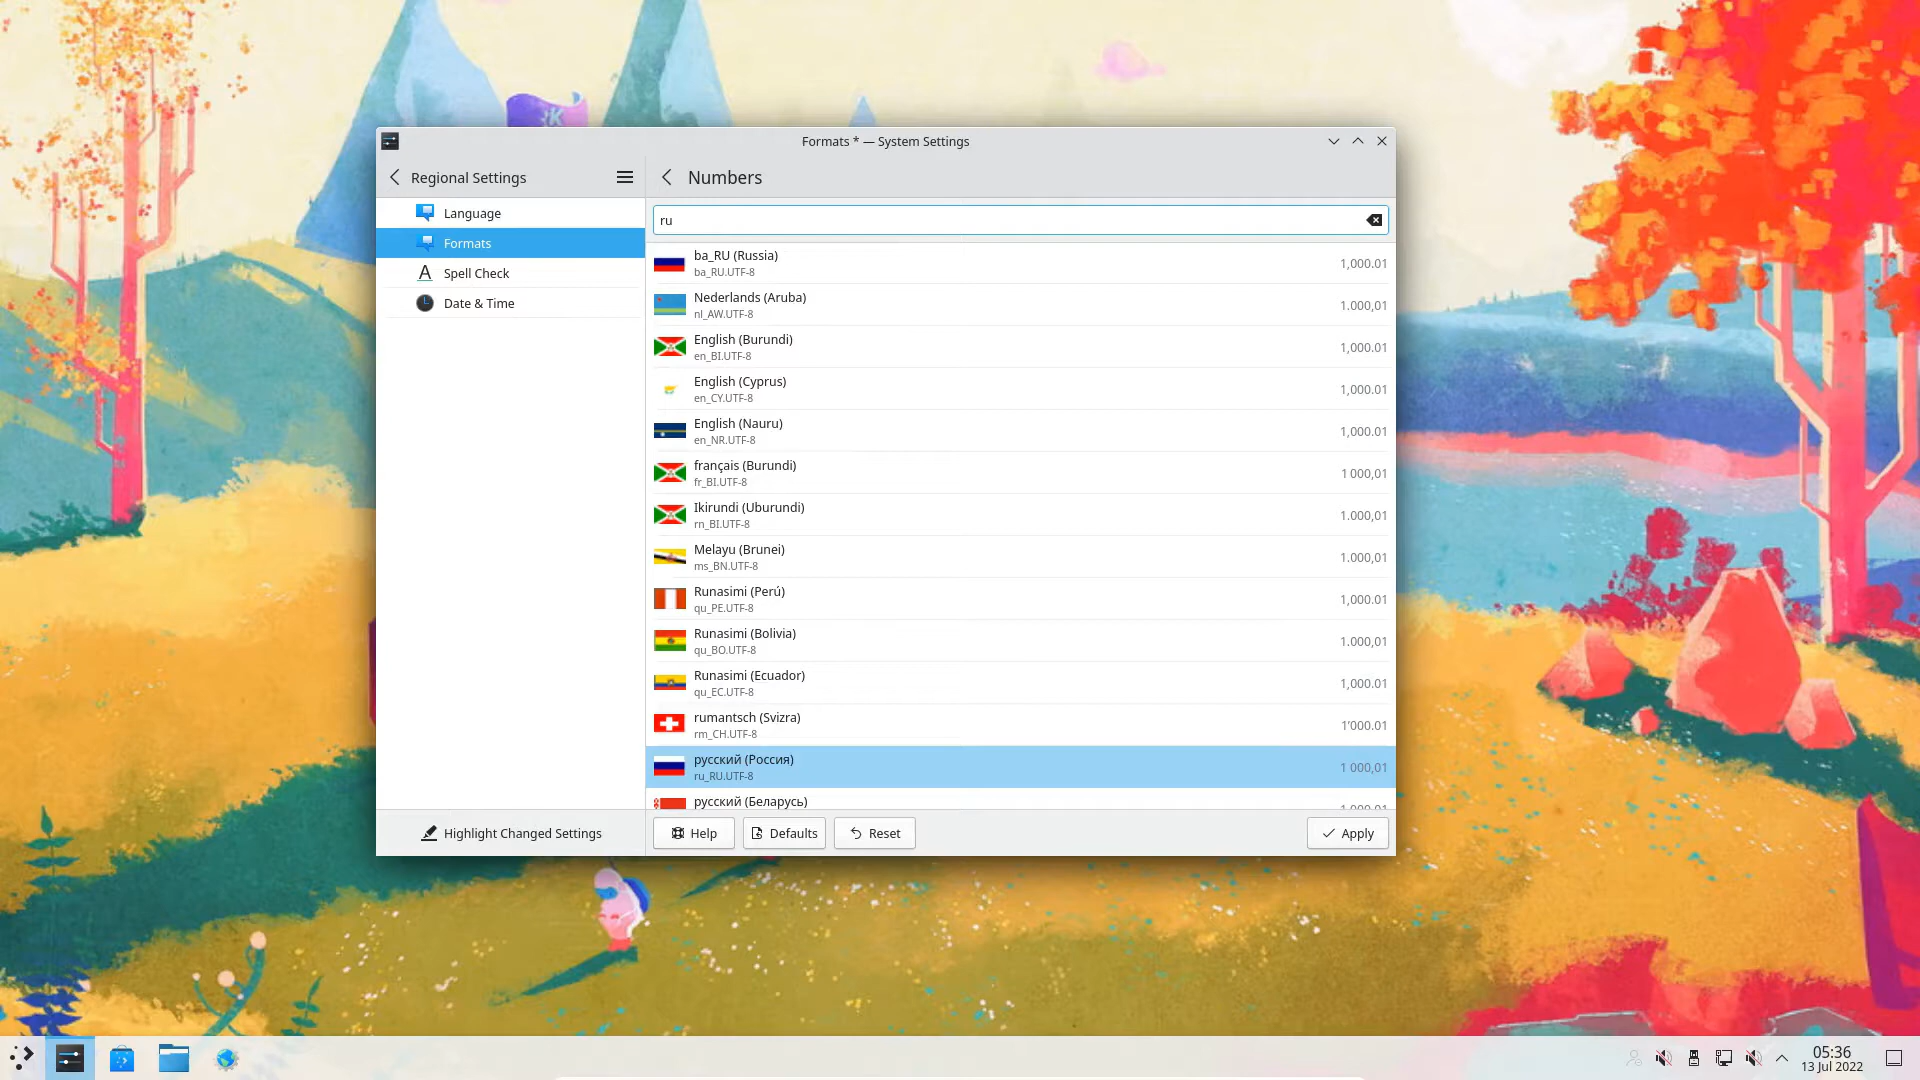 Formats * — System Settings
Regional Settings
Numbers
Language
Formats
Spell Check
Date & Time
ru
ba_RU (Russia)
1,000.01
ba_RU.UTF-8
Nederlands (Aruba)
1.000,01
nl_AW.UTF-8
English (Burundi)
1,000.01
en_BI.UTF-8
English (Cyprus)
1,000.01
en_CY.UTF-8
English (Nauru)
1,000.01
en_NR.UTF-8
français (Burundi)
1 000,01
fr_BI.UTF-8
Ikirundi (Uburundi)
1.000,01
rn_BI.UTF-8
Melayu (Brunei)
1.000,01
ms_BN.UTF-8
Runasimi (Perú)
1,000.01
qu_PE.UTF-8
Runasimi (Bolivia)
1.000,01
qu_BO.UTF-8
Runasimi (Ecuador)
1,000.01
qu_EC.UTF-8
rumantsch (Svizra)
1'000.01
rm_CH.UTF-8
русский (Россия)
1 000,01
ru_RU.UTF-8
русский (Беларусь)
Highlight Changed Settings
Help
Defaults
Reset
Apply
05:36
13 Jul 2022